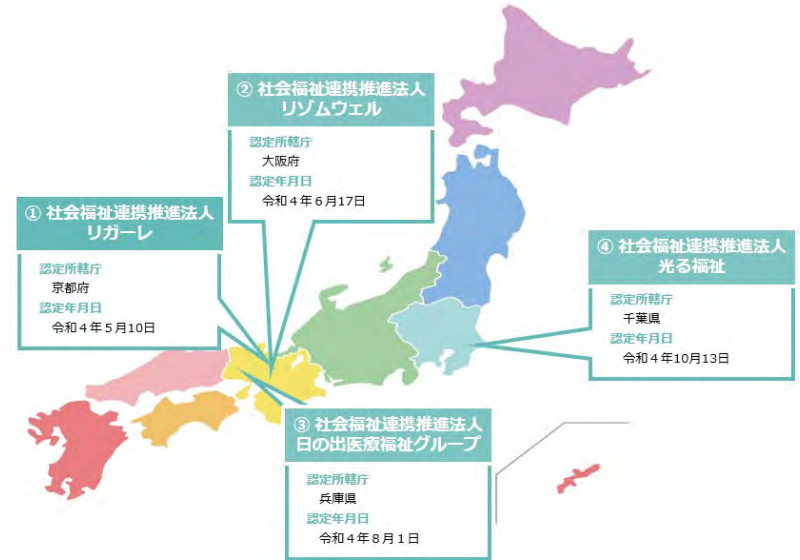 ① 社会福祉連携推進法人
リガーレ
認定所轄庁
京都府
認定年月日
令和４年５月10日
② 社会福祉連携推進法人
リゾムウェル
認定所轄庁
大阪府
認定年月日
令和４年６月17日
③ 社会福祉連携推進法人
日の出医療福祉グループ
認定所轄庁
兵庫県
認定年月日
令和４年８月１日
④ 社会福祉連携推進法人
光る福祉
認定所轄庁
千葉県
認定年月日
令和４年10月13日